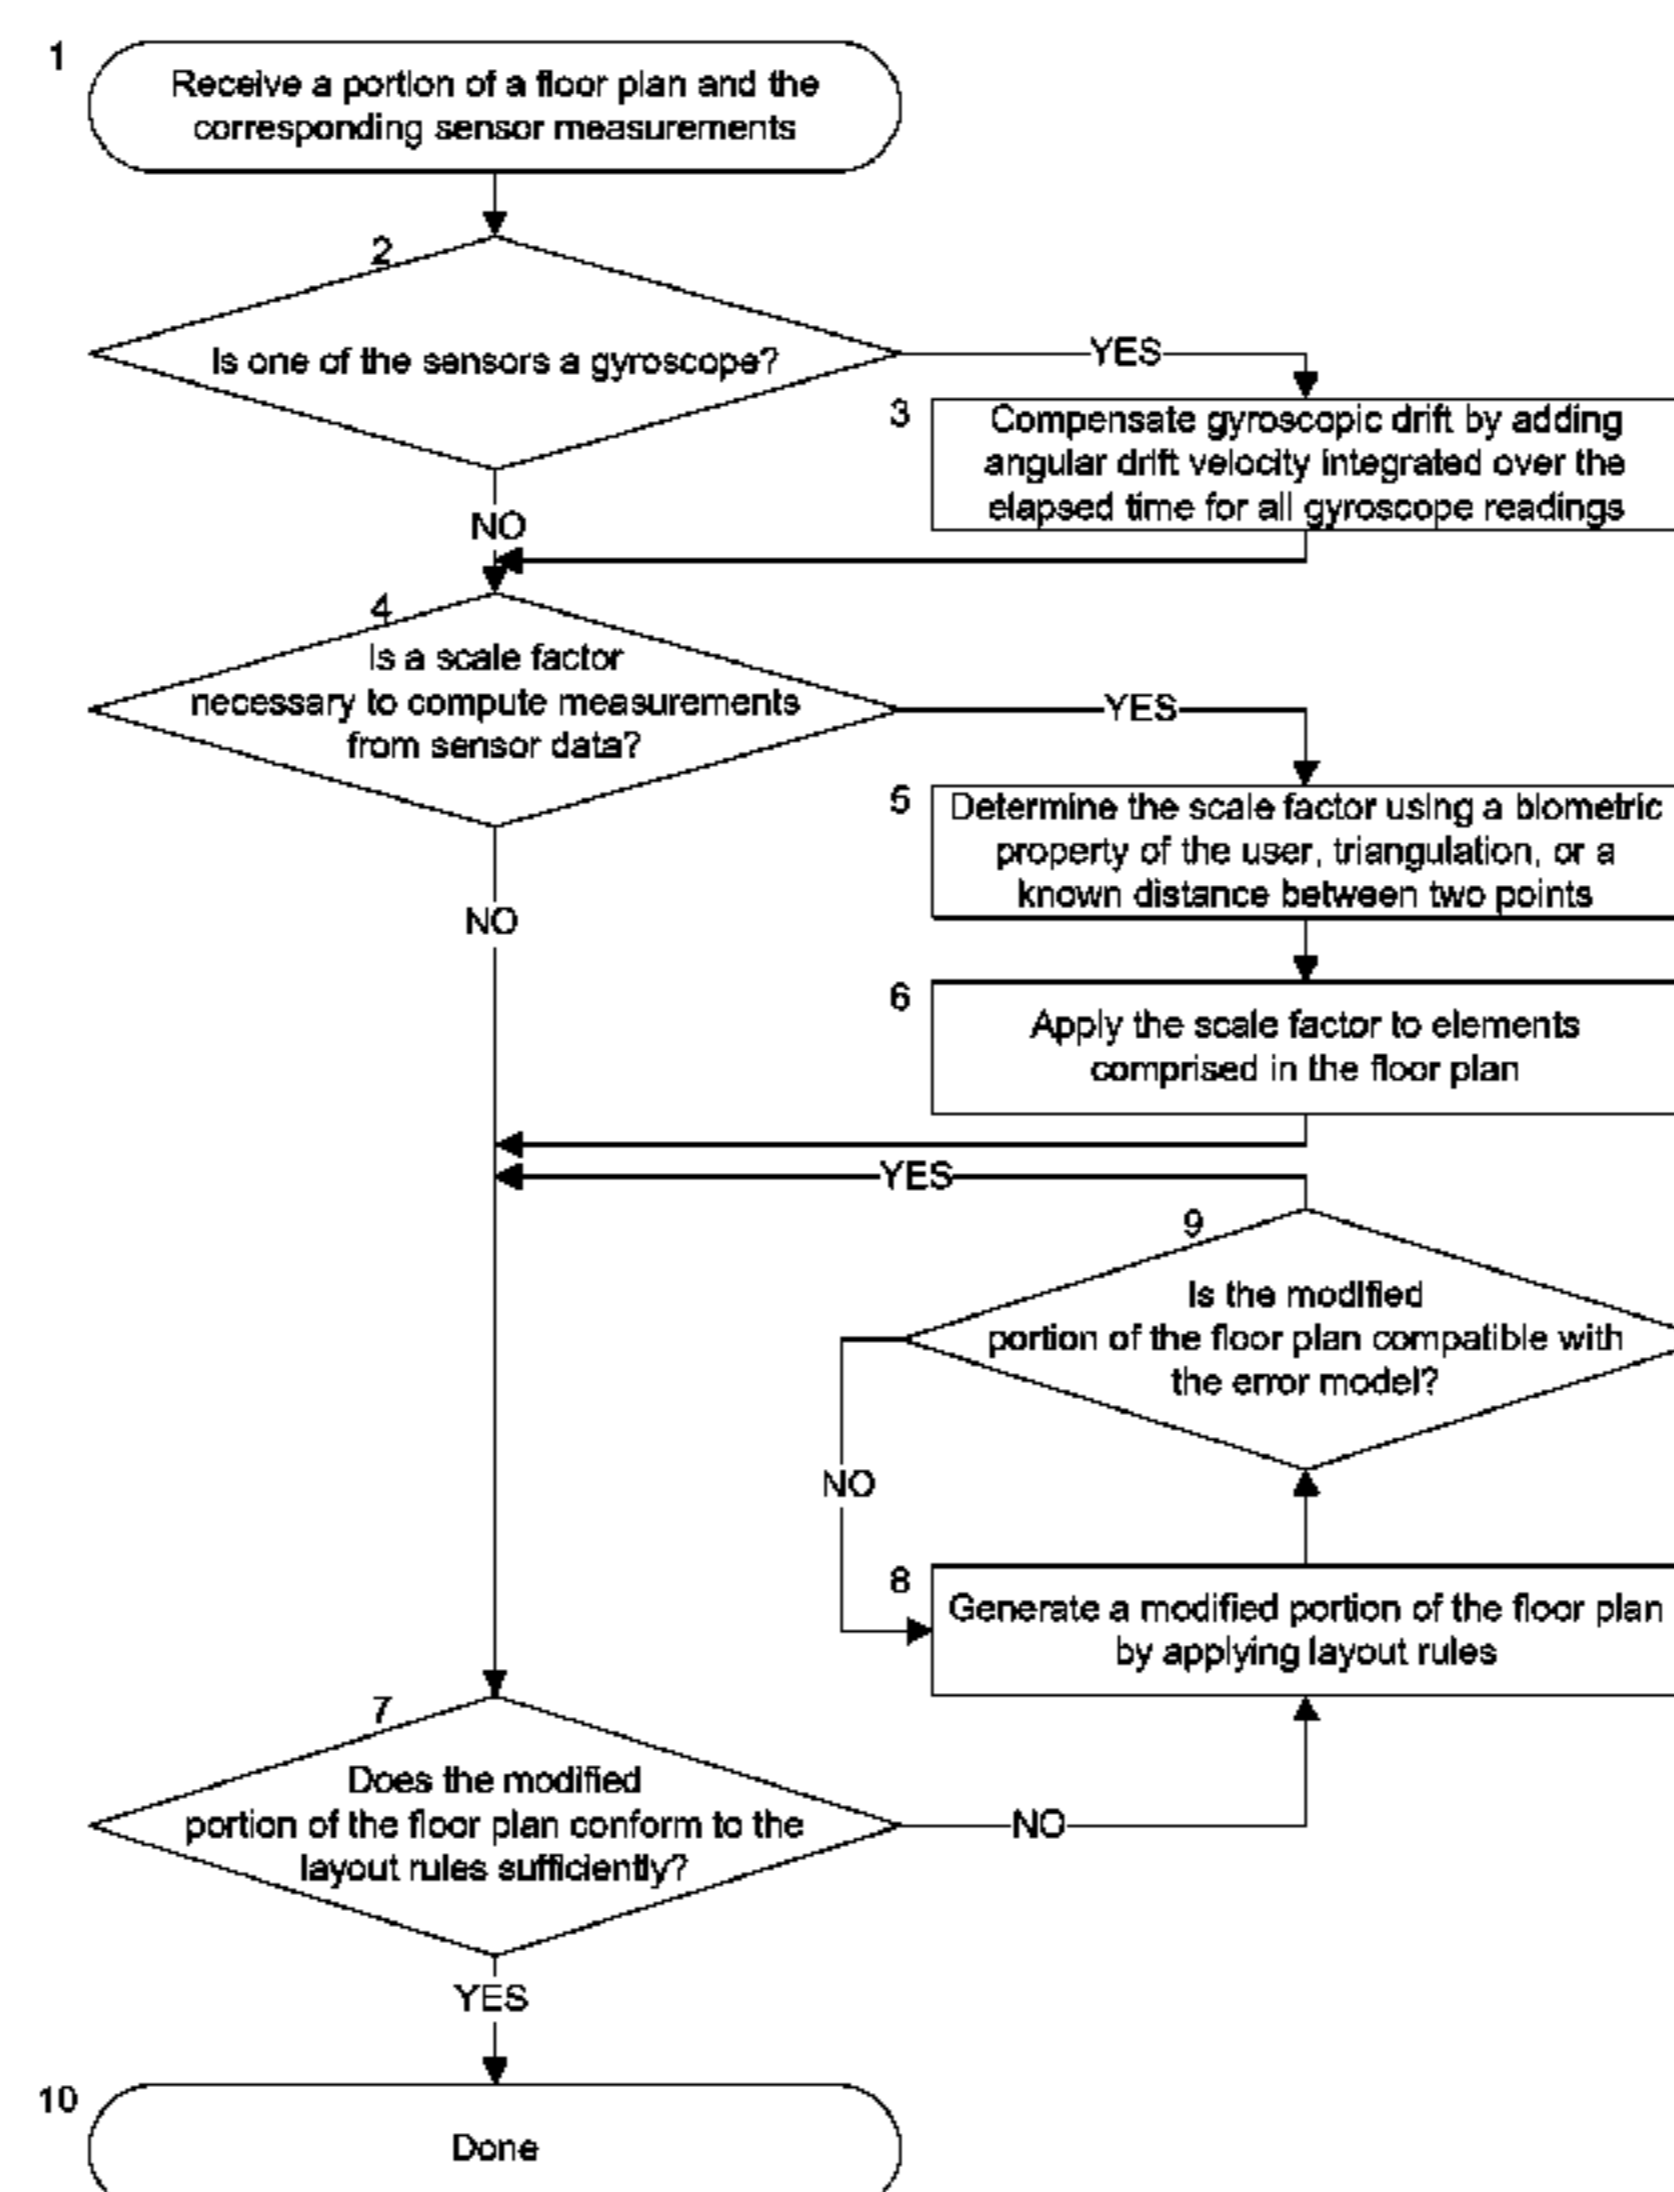 1
Receive a portion of a floor plan and the
corresponding sensor measurements
2
Is one of the sensors a gyroscope?
YES
3
Compensate gyroscopic drift by adding
angular drift velocity integrated over the
elapsed time for all gyroscope readings
NO
4
Is a scale factor
necessary to compute measurements
from sensor data?
YES
5
Determine the scale factor using a biometric
property of the user, triangulation, or a
known distance between two points
NO
6
Apply the scale factor to elements
comprised in the floor plan
YES
9
Is the modified
portion of the floor plan compatible with
the error model?
NO
8
Generate a modified portion of the floor plan
by applying layout rules
7
Does the modified
portion of the floor plan conform to the
layout rules sufficiently?
NO
YES
10
Done